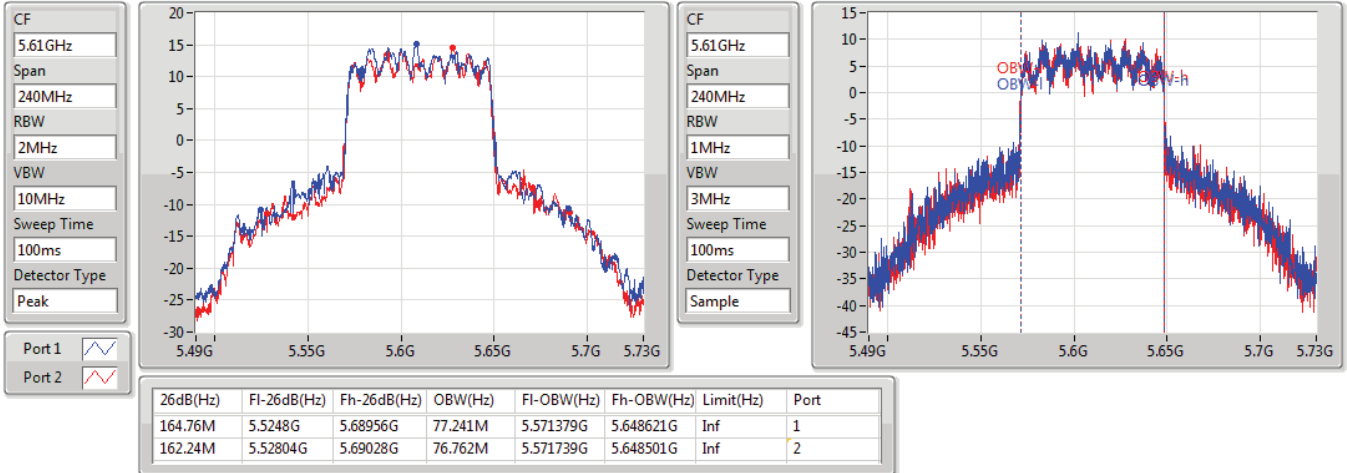 CF
5.61GHz
Span
240MHz
RBW
2MHz
VBW
10MHz
Sweep Time
100ms
Detector Type
Peak
Port 1
Port 2
20
15
10
5
0
-5
-10
-15
-20
-25
-30
5.49G 5.55G 5.6G 5.65G 5.7G 5.73G
CF
5.61GHz
Span
240MHz
RBW
1MHz
VBW
3MHz
Sweep Time
100ms
Detector Type
Sample
15
10
5
0
-5
-10
-15
-20
-25
-30
-35
-40
-45
5.49G 5.55G 5.6G 5.65G 5.7G 5.73G
OBW-h
26dB(Hz) Fl-26dB(Hz) Fh-26dB(Hz) OBW(Hz) Fl-OBW(Hz) Fh-OBW(Hz) Limit(Hz) Port
164.76M 5.5248G 5.68956G 77.241M 5.571379G 5.648621G Inf 1
162.24M 5.52804G 5.69028G 76.762M 5.571739G 5.648501G Inf 2